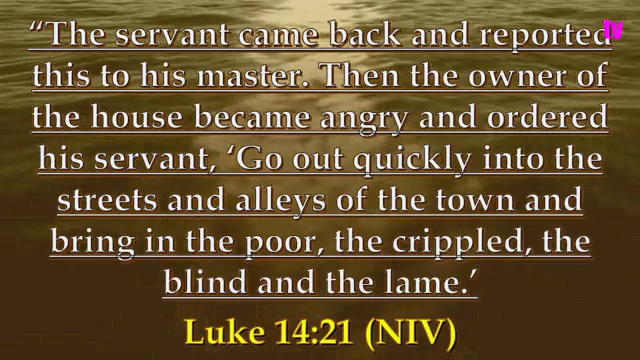 “The servant came back and reported
this to his master. Then the owner of
the house became angry and ordered
his servant, ‘Go out quickly into the
streets and alleys of the town and
bring in the poor, the crippled, the
blind and the lame.’
Luke 14:21 (NIV)